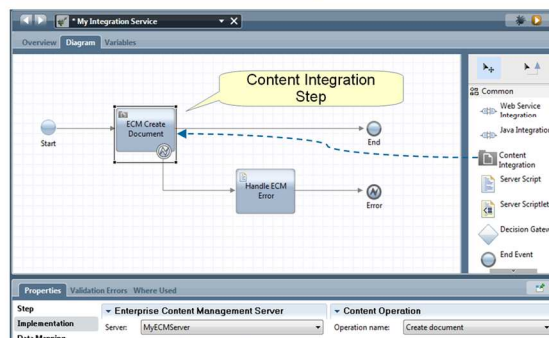 * My Integration Service
Overview Diagram Variables
Content Integration
Step
ECM Create
Document
Start
End
Handle ECM
Error
Error
Common
Web Service
Integration
Java Integration
Content
Integration
Server Script
Server Scriptlet
Decision Gatew
End Event
Properties Validation Errors Where Used
Step
Implementation
Data Mapping
Enterprise Content Management Server
Server: MyECMServer
Content Operation
Operation name: Create document